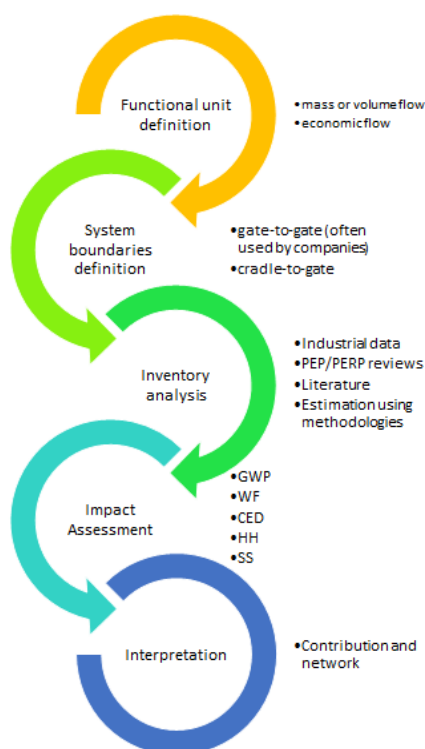 Functional unit
definition
•mass or volume flow
•economic flow
System
boundaries
definition
•gate-to-gate (often
used by companies)
•cradle-to-gate
Inventory
analysis
•Industrial data
•PEP/PERP reviews
•Literature
•Estimation using
methodologies
Impact
Assessment
•GWP
•WF
•CED
•HH
•SS
Interpretation
•Contribution and
network